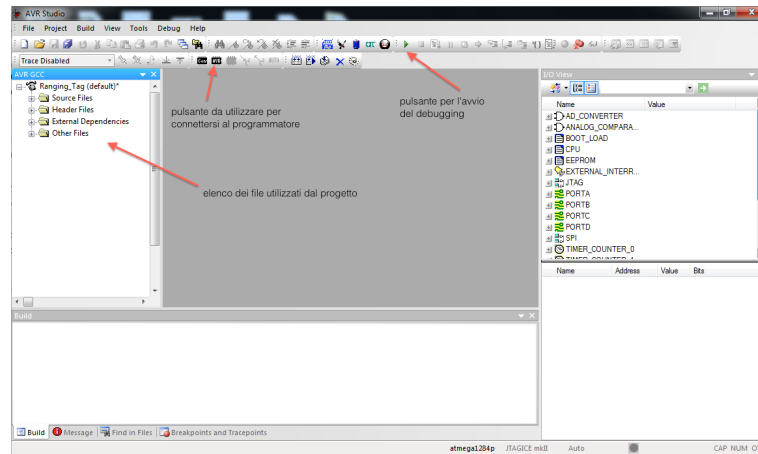 AVR Studio
File Project Build View Tools Debug Help
Trace Disabled
AVR GCC
Ranging_Tag (default)*
Source Files
Header Files
External Dependencies
Other Files
pulsante da utilizzare per
connettersi al programmatore
pulsante per l'avvio
del debugging
elenco dei file utilizzati dal progetto
I/O View
Name Value
AD_CONVERTER
ANALOG_COMPARA...
BOOT_LOAD
CPU
EEPROM
EXTERNAL_INTERR...
JTAG
PORTA
PORTB
PORTC
PORTD
SPI
TIMER_COUNTER_0
Name Address Value Bits
Build
Build Message Find in Files Breakpoints and Tracepoints
atmega1284p JTAGICE mkII Auto CAP NUM